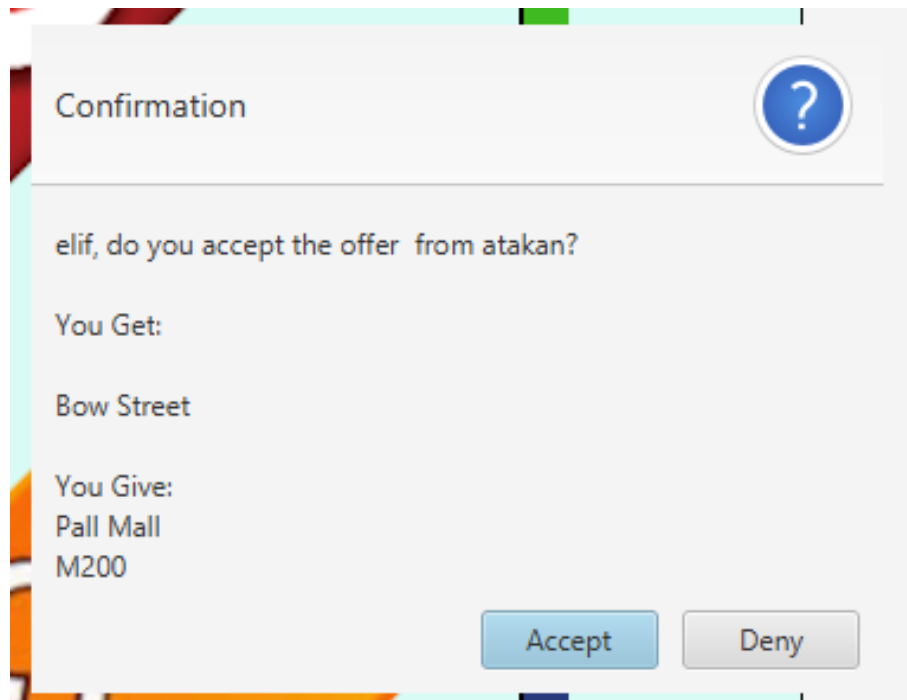 Confirmation
?
elif, do you accept the offer  from atakan?
You Get:
Bow Street
You Give:
Pall Mall
M200
Accept
Deny